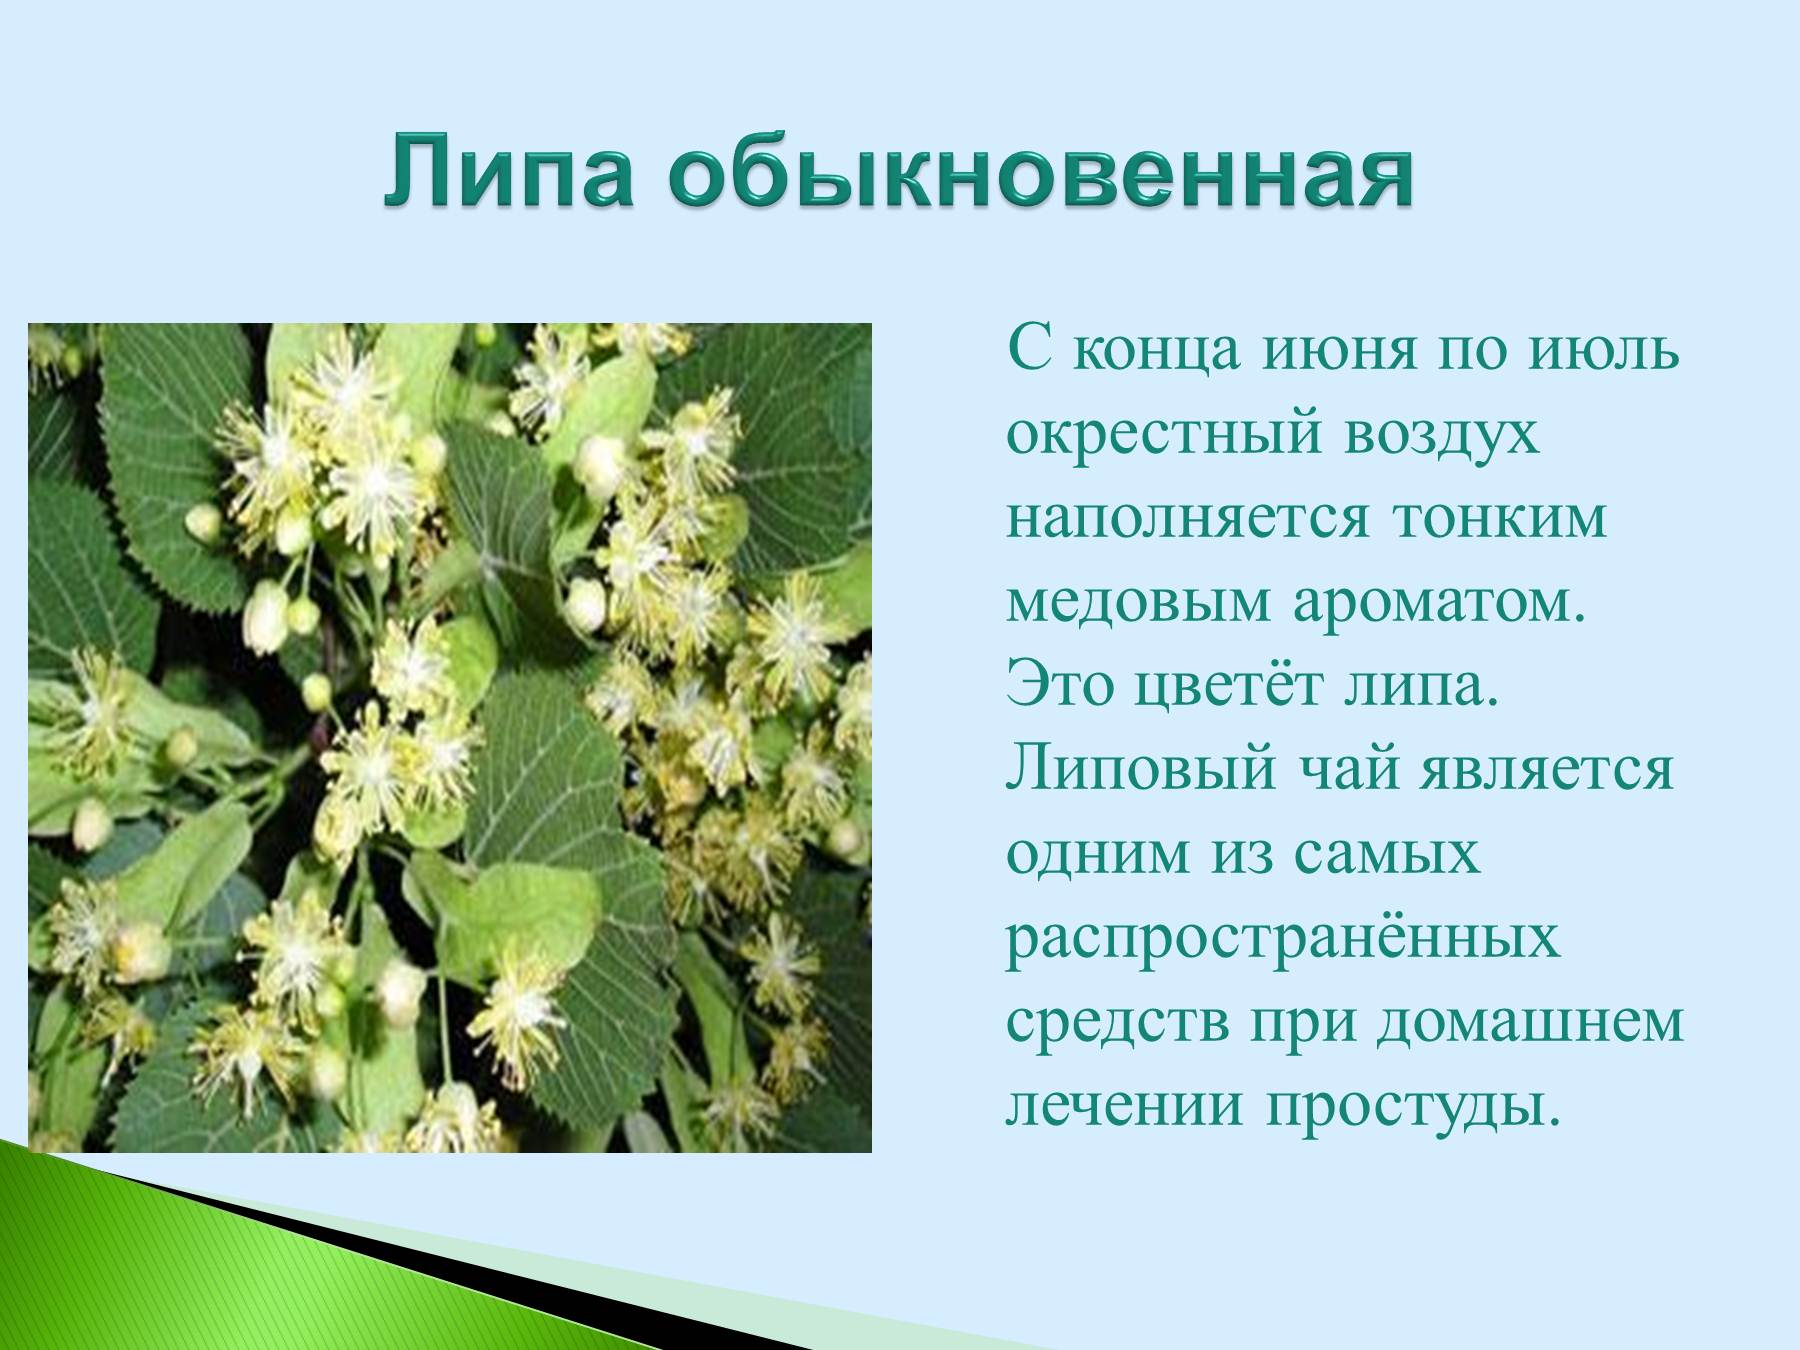 Липа обыкновенная
С конца июня по июль
окрестный воздух
наполняется тонким
медовым ароматом.
Это цветёт липа.
Липовый чай является
одним из самых
распространённых
средств при домашнем
лечении простуды.